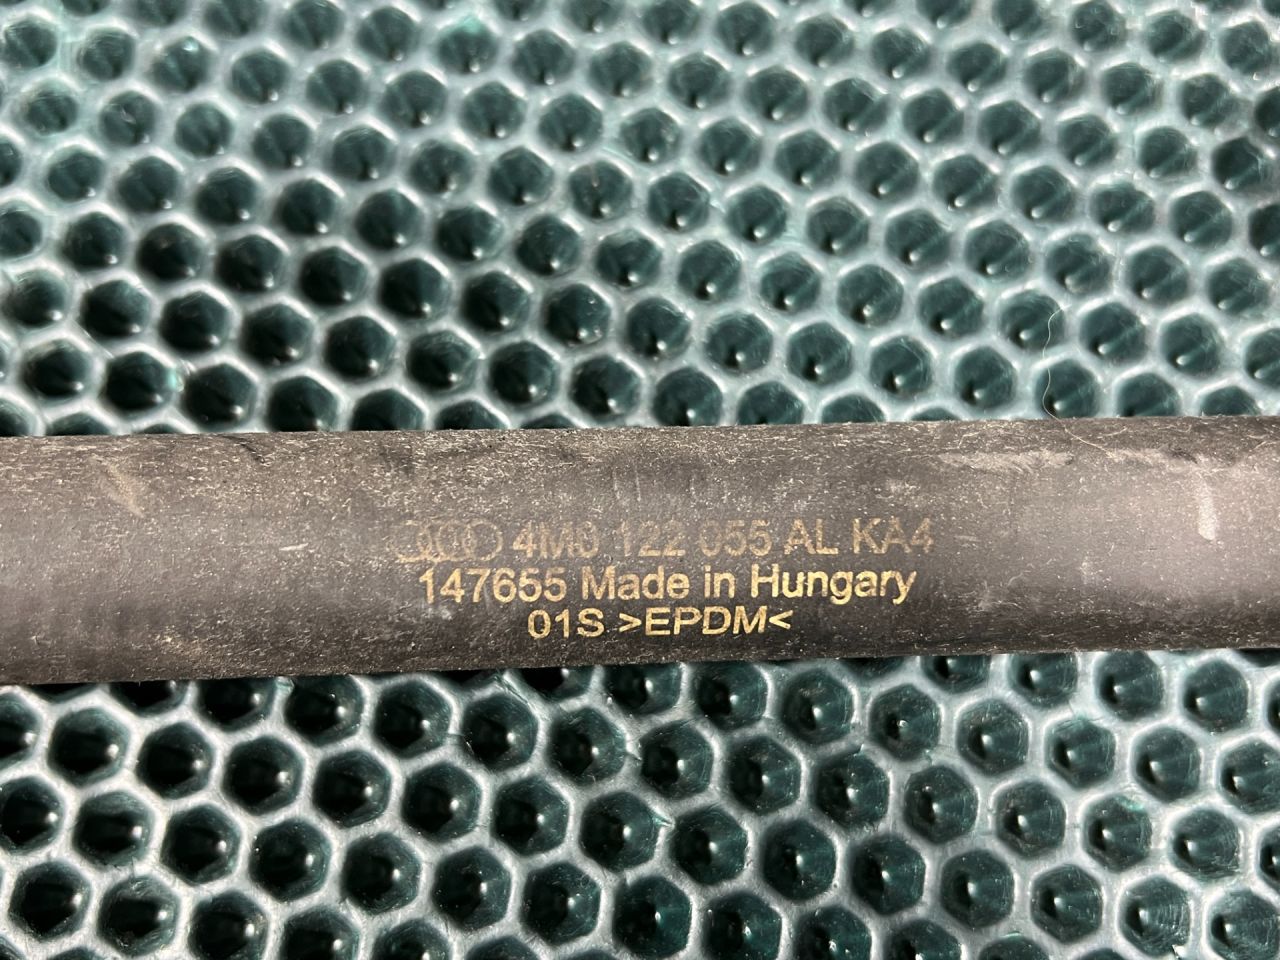 4M0 122 055 AL KA4
147655 Made in Hungary
01S >EPDM<